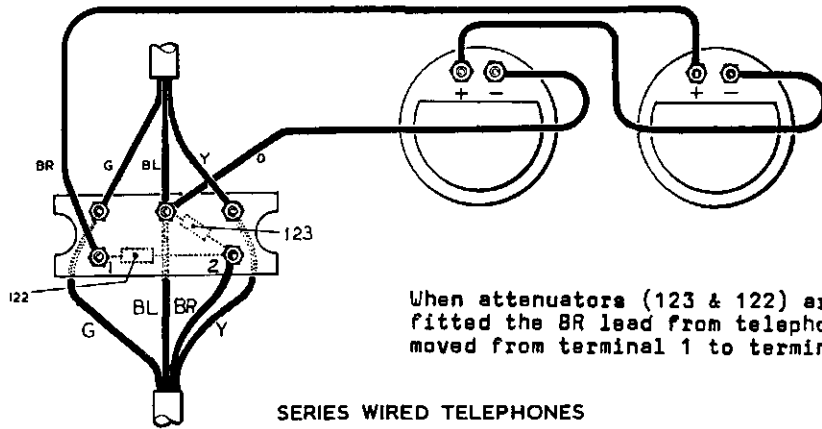 + - + -
BR G BL Y O
123
1 2
122
G BL BR Y
When attenuators (123 & 122)
fitted the BR lead from telepho
moved from terminal 1 to termin
SERIES WIRED TELEPHONES